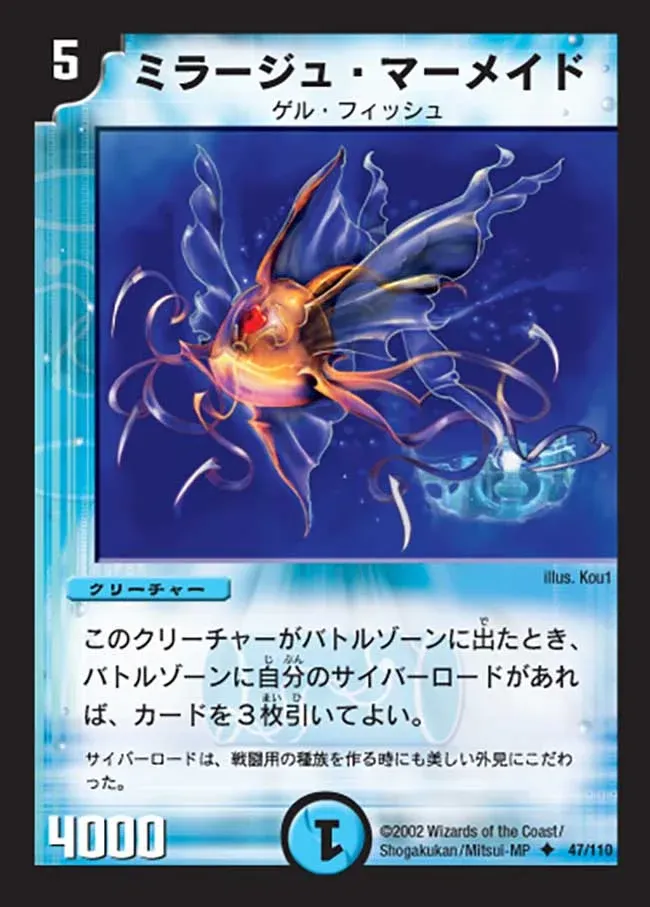 5
ミラージュ・マーメイド
ゲル・フィッシュ
illus. Kou1
クリーチャー
このクリーチャーがバトルゾーンに出たとき、
バトルゾーンに自分のサイバーロードがあれ
ば、カードを3枚引いてよい。
サイバーロードは、戦闘用の種族を作る時にも美しい外見にこだわ
った。
4000
1
©2002 Wizards of the Coast/
Shogakukan/Mitsui-MP ♦ 47/110